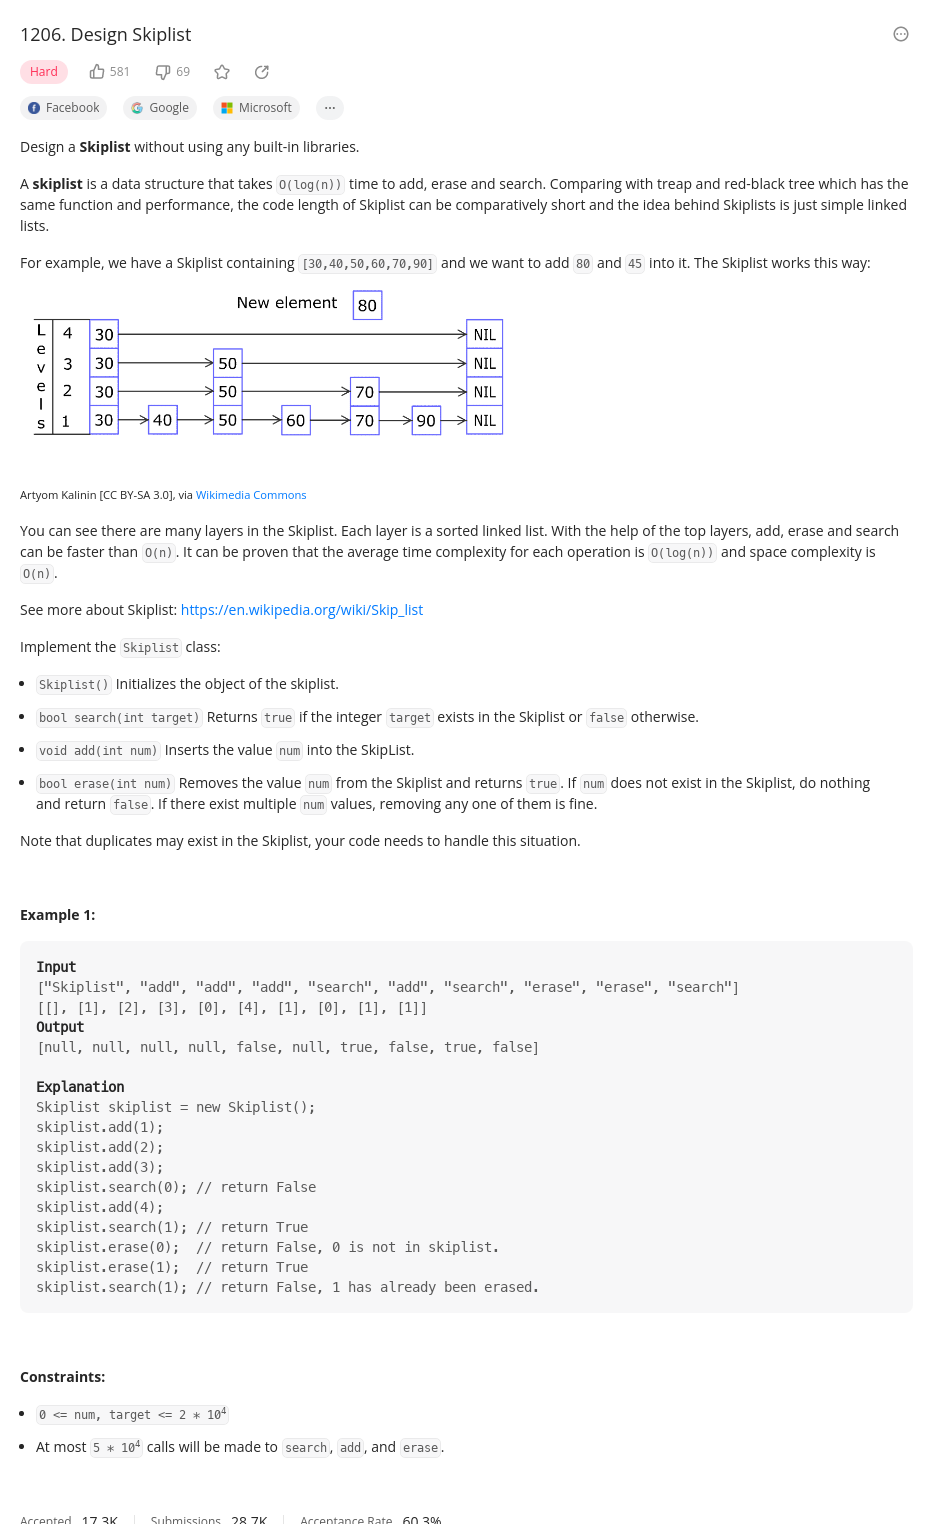 1206. Design Skiplist
Hard 581 69
Facebook Google Microsoft ...
Design a Skiplist without using any built-in libraries.
A skiplist is a data structure that takes O(log(n)) time to add, erase and search. Comparing with treap and red-black tree which has the
same function and performance, the code length of Skiplist can be comparatively short and the idea behind Skiplists is just simple linked
lists.
For example, we have a Skiplist containing [30,40,50,60,70,90] and we want to add 80 and 45 into it. The Skiplist works this way:
New element 80
Levels
4 30 NIL
3 30 50 NIL
2 30 50 70 NIL
1 30 40 50 60 70 90 NIL
Artyom Kalinin [CC BY-SA 3.0], via Wikimedia Commons
You can see there are many layers in the Skiplist. Each layer is a sorted linked list. With the help of the top layers, add, erase and search
can be faster than O(n). It can be proven that the average time complexity for each operation is O(log(n)) and space complexity is
O(n).
See more about Skiplist: https://en.wikipedia.org/wiki/Skip_list
Implement the Skiplist class:
• Skiplist() Initializes the object of the skiplist.
• bool search(int target) Returns true if the integer target exists in the Skiplist or false otherwise.
• void add(int num) Inserts the value num into the SkipList.
• bool erase(int num) Removes the value num from the Skiplist and returns true. If num does not exist in the Skiplist, do nothing
and return false. If there exist multiple num values, removing any one of them is fine.
Note that duplicates may exist in the Skiplist, your code needs to handle this situation.
Example 1:
Input
["Skiplist", "add", "add", "add", "search", "add", "search", "erase", "erase", "search"]
[[], [1], [2], [3], [0], [4], [1], [0], [1], [1]]
Output
[null, null, null, null, false, null, true, false, true, false]
Explanation
Skiplist skiplist = new Skiplist();
skiplist.add(1);
skiplist.add(2);
skiplist.add(3);
skiplist.search(0); // return False
skiplist.add(4);
skiplist.search(1); // return True
skiplist.erase(0);  // return False, 0 is not in skiplist.
skiplist.erase(1);  // return True
skiplist.search(1); // return False, 1 has already been erased.
Constraints:
• 0 <= num, target <= 2 * 10⁴
• At most 5 * 10⁴ calls will be made to search, add, and erase.
Accepted 17.3K Submissions 28.7K Acceptance Rate 60.3%